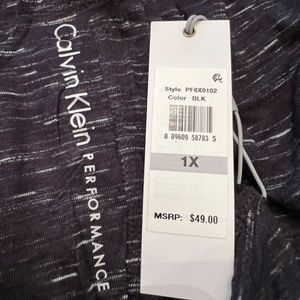 Calvin Klein PERFORMANCE
Style PF6X0102
Color BLK
8 89609 58783 5
1X
MSRP: $49.00